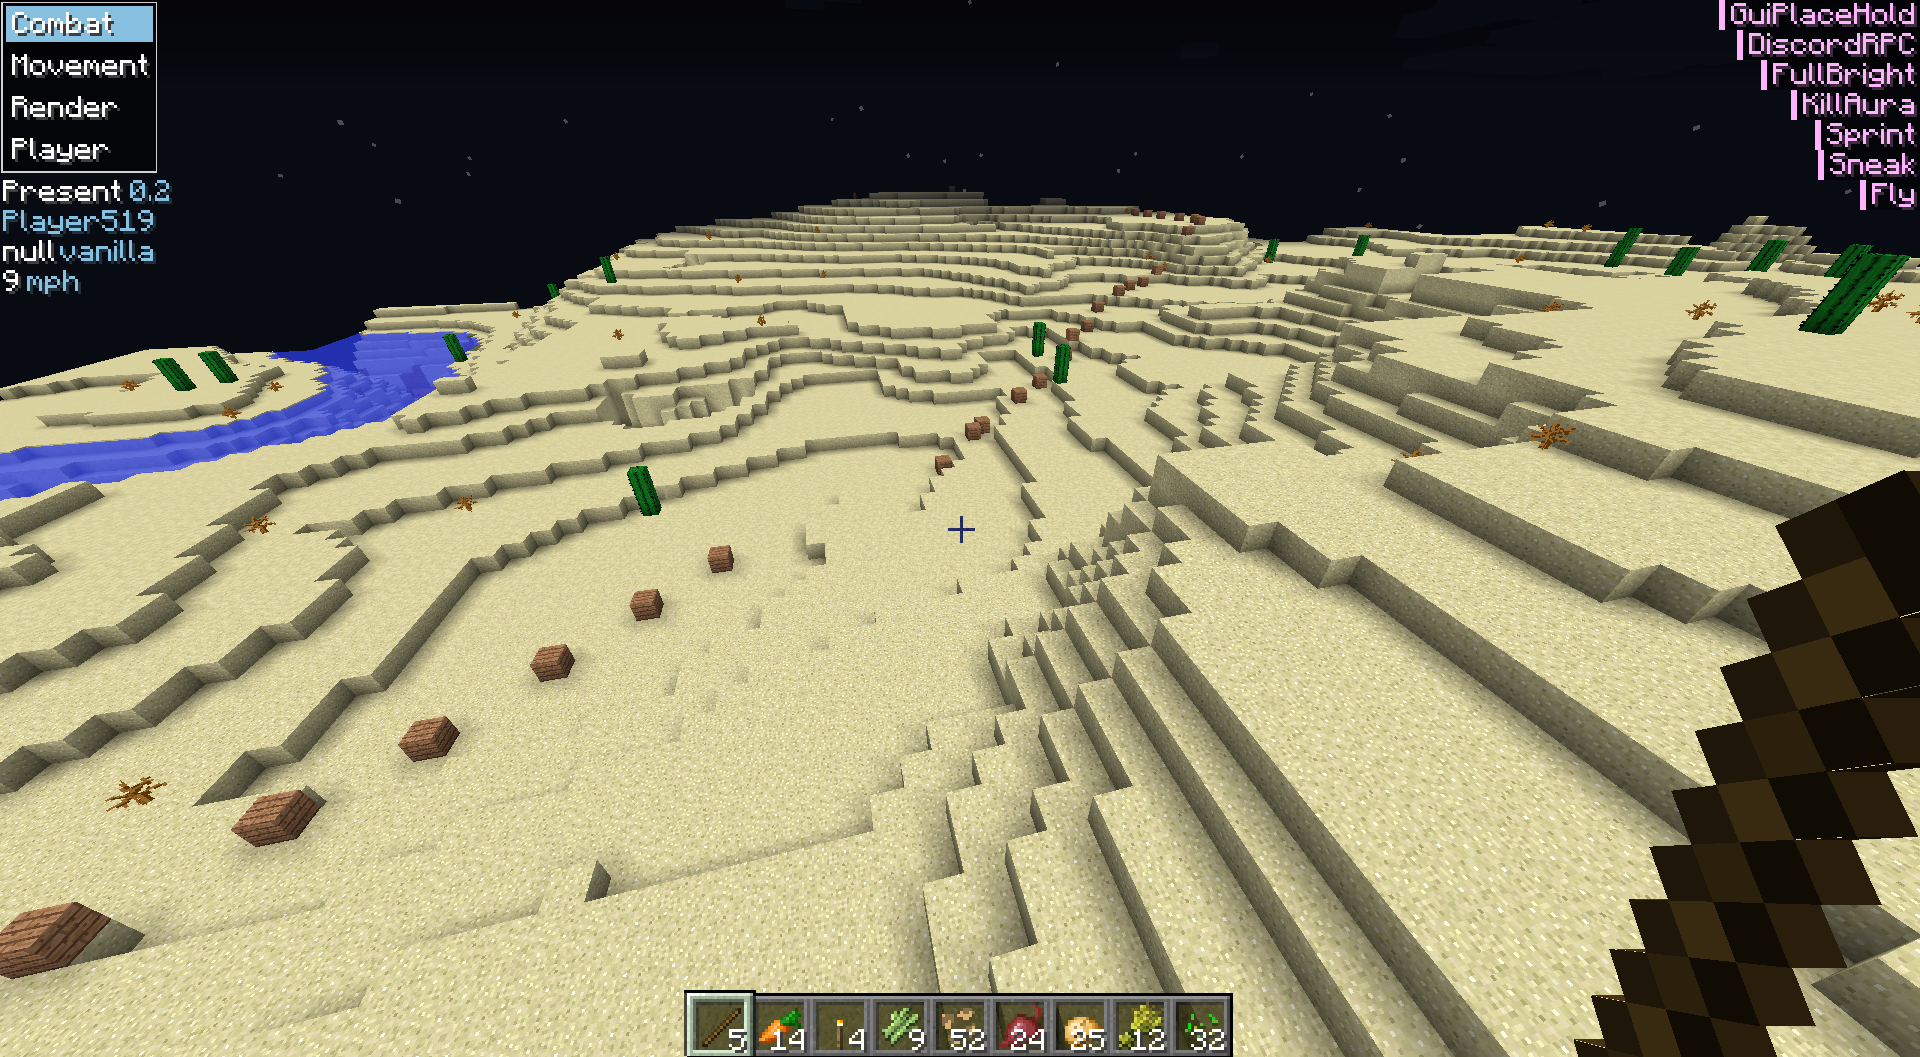 Combat
Movement
Render
Player
Present 0.2
Player519
null vanilla
9 mph
GuiPlaceHold
DiscordRPC
FullBright
KillAura
Sprint
Sneak
Fly
5 14 4 9 52 24 25 12 32